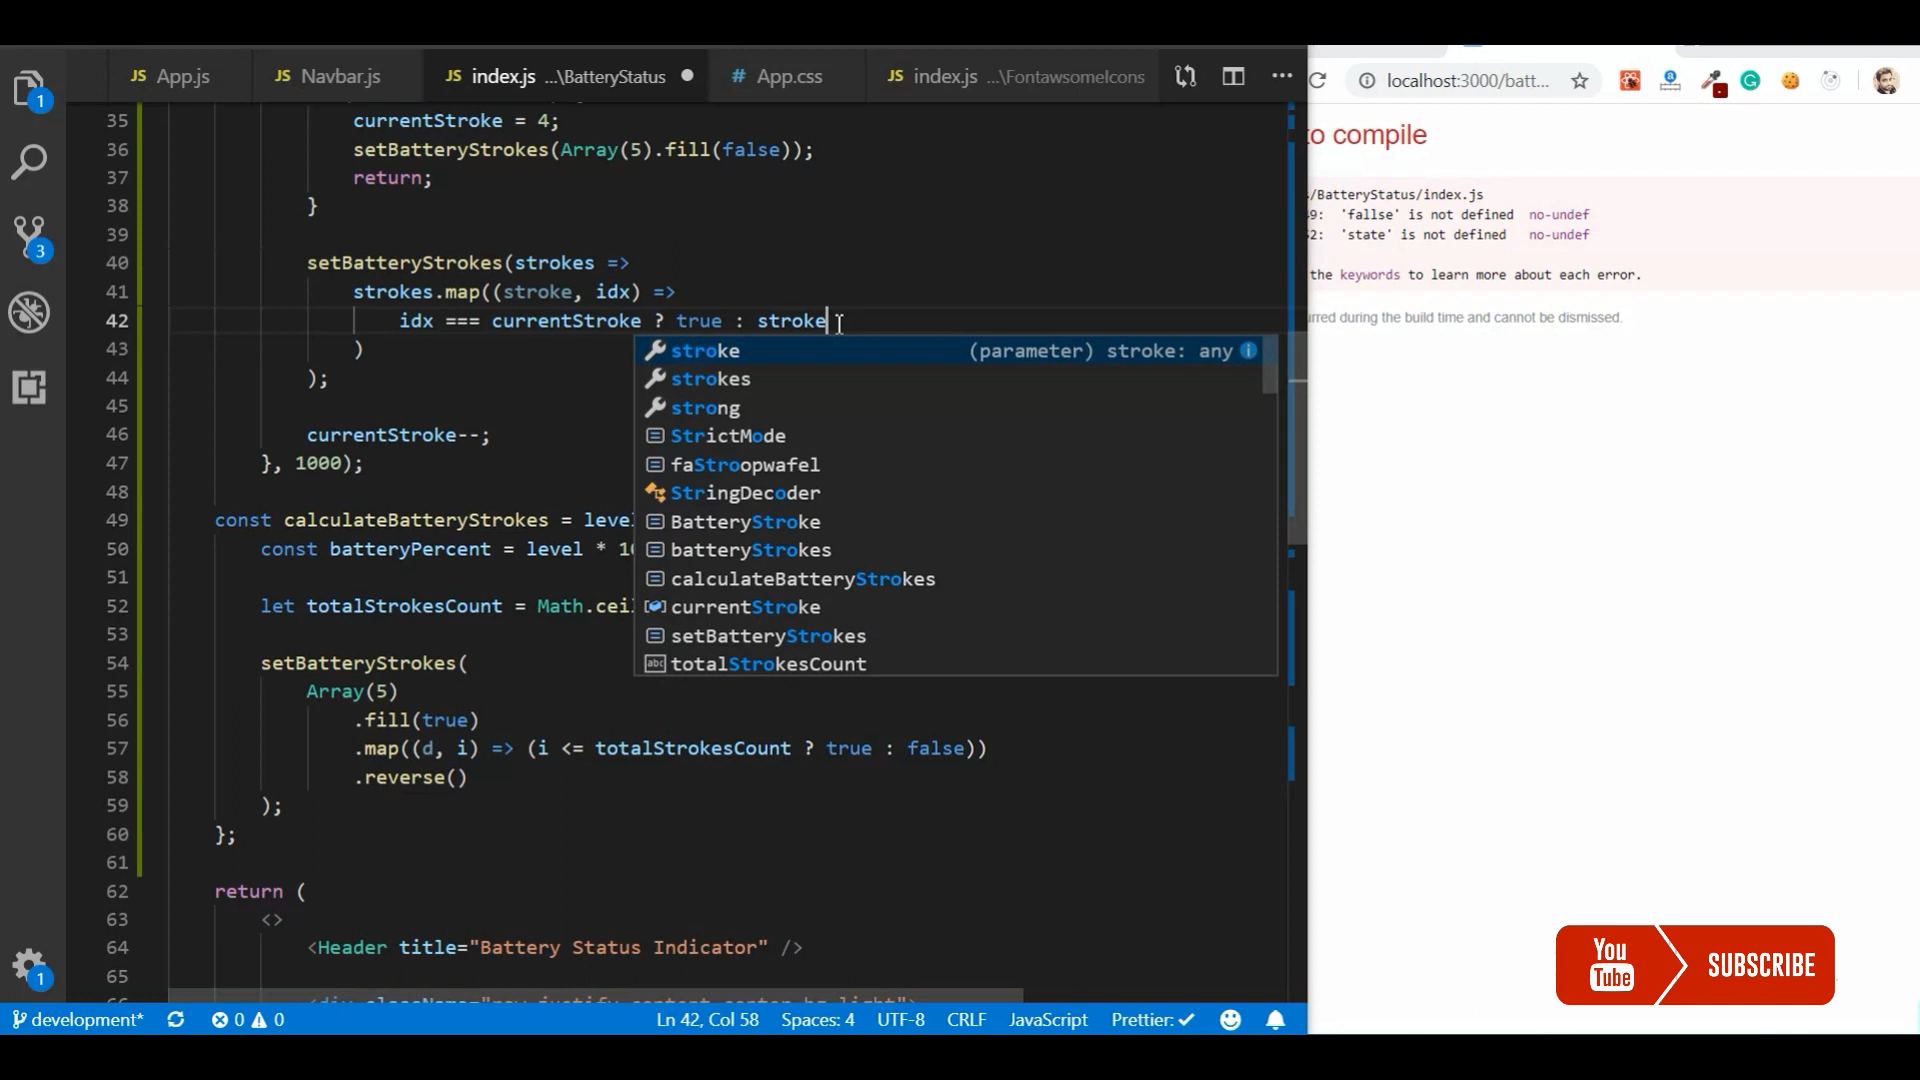 JS App.js JS Navbar.js JS index.js ...\BatteryStatus # App.css JS index.js ...\FontawsomeIcons
localhost:3000/batt...
35 currentStroke = 4;
36 setBatteryStrokes(Array(5).fill(false));
37 return;
38 }
39
40 setBatteryStrokes(strokes =>
41 strokes.map((stroke, idx) =>
42 idx === currentStroke ? true : stroke
43 )
44 );
45
46 currentStroke--;
47 }, 1000);
48
49 const calculateBatteryStrokes = level
50 const batteryPercent = level * 10
51
52 let totalStrokesCount = Math.ceil
53
54 setBatteryStrokes(
55 Array(5)
56 .fill(true)
57 .map((d, i) => (i <= totalStrokesCount ? true : false))
58 .reverse()
59 );
60 };
61
62 return (
63 <>
64 <Header title="Battery Status Indicator" />
65
stroke (parameter) stroke: any
strokes
strong
StrictMode
faStroopwafel
StringDecoder
BatteryStroke
batteryStrokes
calculateBatteryStrokes
currentStroke
setBatteryStrokes
abc totalStrokesCount
1
3
1
to compile
/BatteryStatus/index.js
9: 'fallse' is not defined no-undef
2: 'state' is not defined no-undef
the keywords to learn more about each error.
rred during the build time and cannot be dismissed.
You
Tube
SUBSCRIBE
development* 0 0 Ln 42, Col 58 Spaces: 4 UTF-8 CRLF JavaScript Prettier: